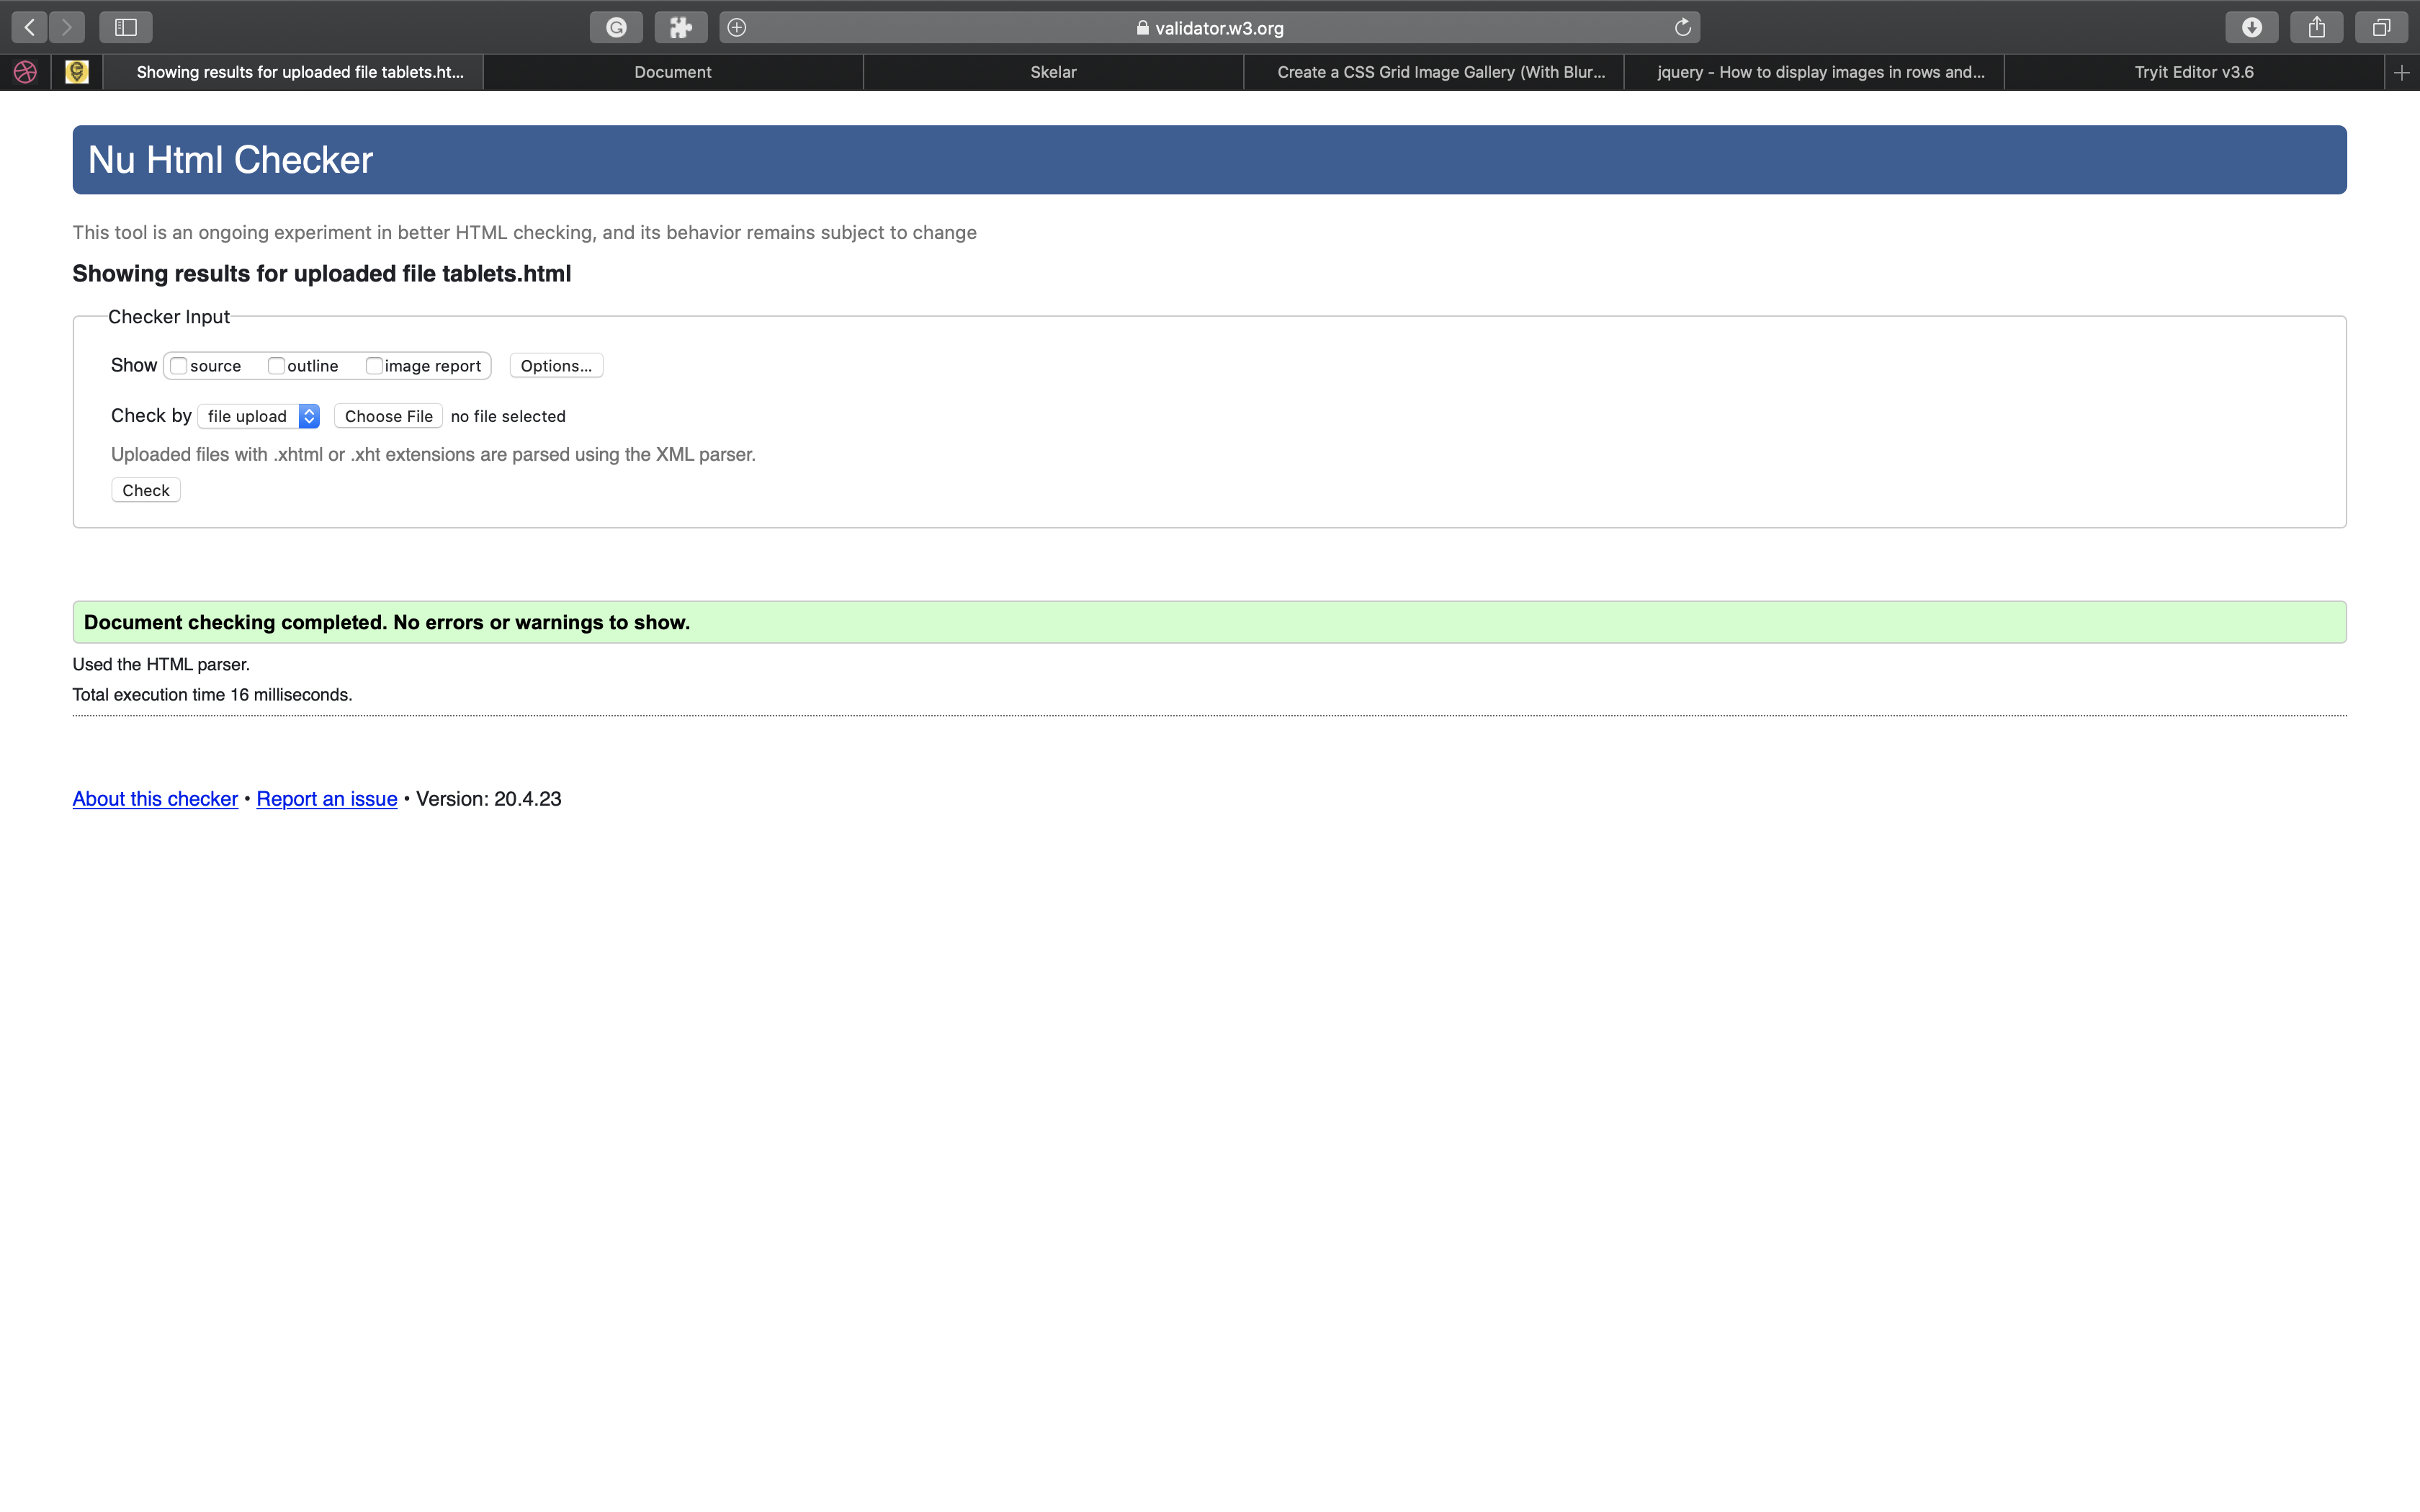 validator.w3.org
Showing results for uploaded file tablets.ht...
Document
Skelar
Create a CSS Grid Image Gallery (With Blur...
jquery - How to display images in rows and...
Tryit Editor v3.6
Nu Html Checker
This tool is an ongoing experiment in better HTML checking, and its behavior remains subject to change
Showing results for uploaded file tablets.html
Checker Input
Show source outline image report Options...
Check by file upload Choose File no file selected
Uploaded files with .xhtml or .xht extensions are parsed using the XML parser.
Check
Document checking completed. No errors or warnings to show.
Used the HTML parser.
Total execution time 16 milliseconds.
About this checker • Report an issue • Version: 20.4.23